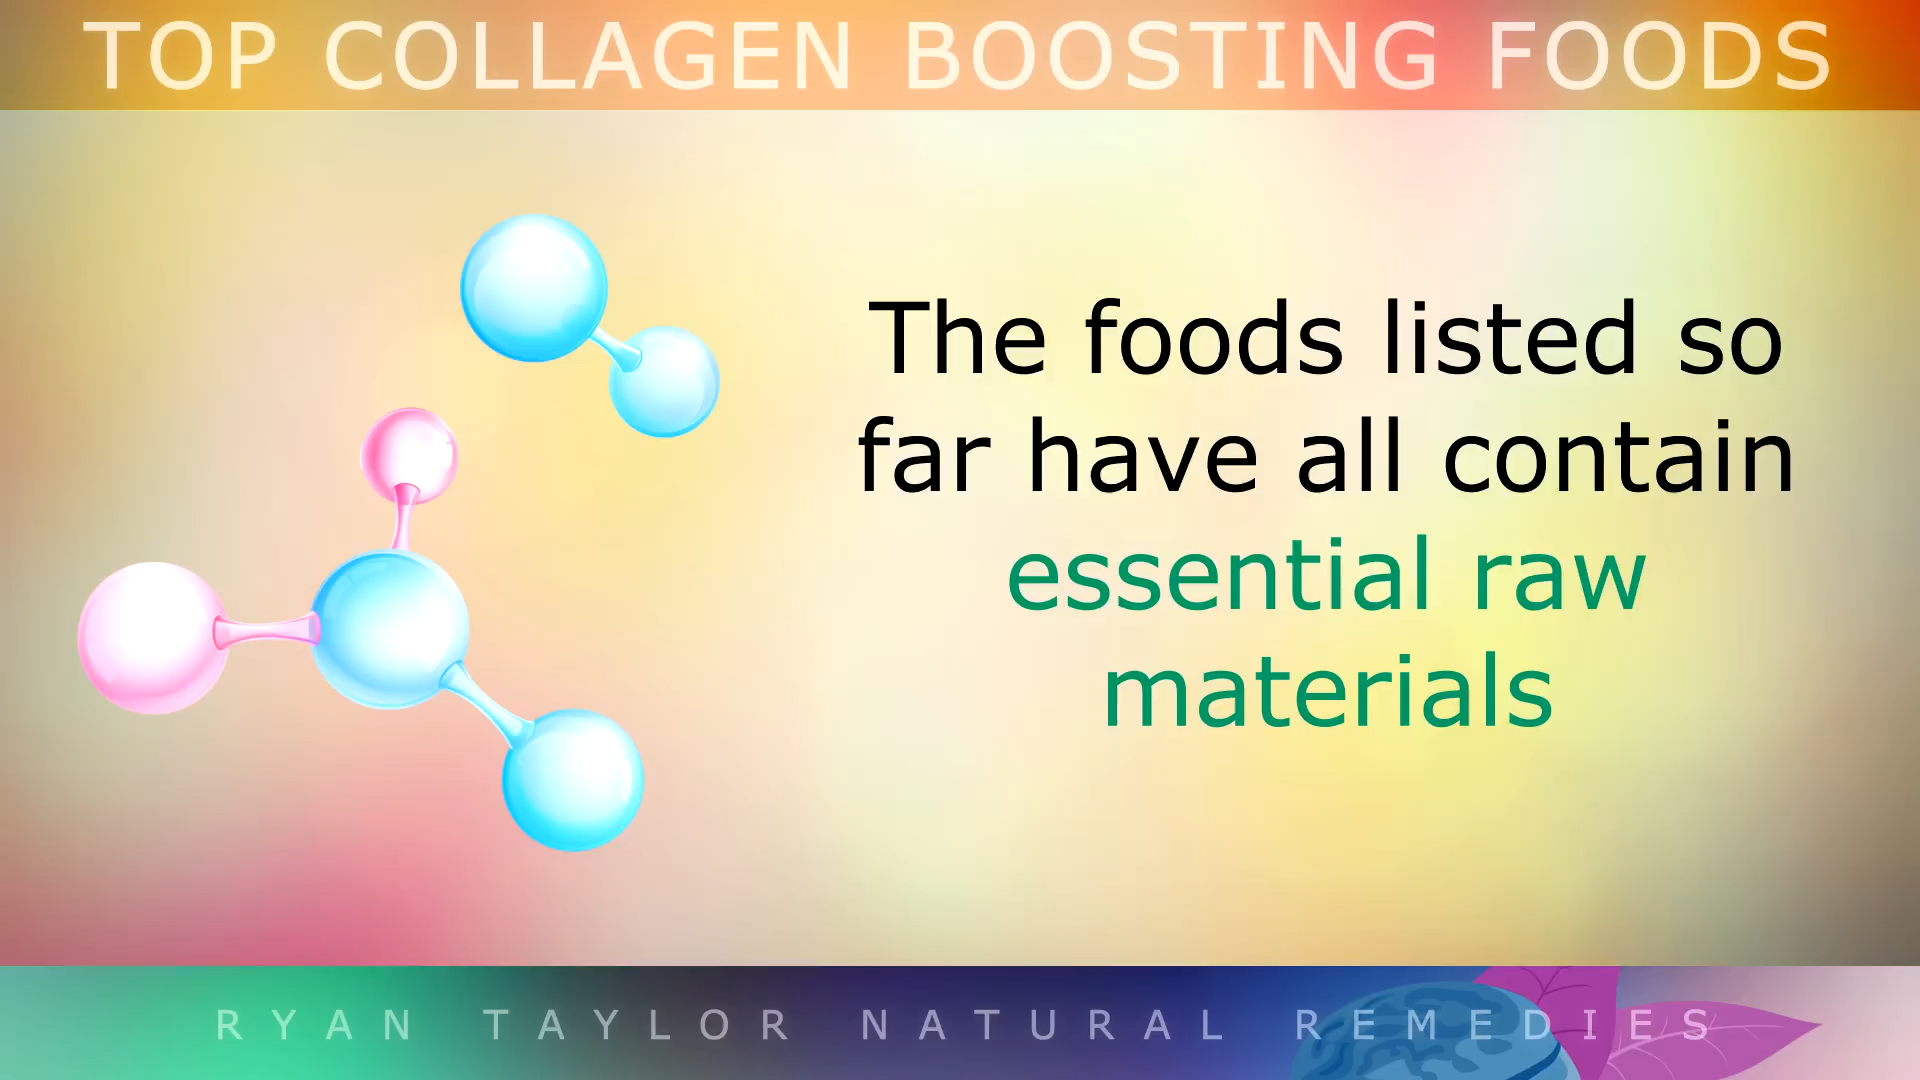 TOP COLLAGEN BOOSTING FOODS
The foods listed so
far have all contain
essential raw
materials
RYAN TAYLOR NATURAL REMEDIES